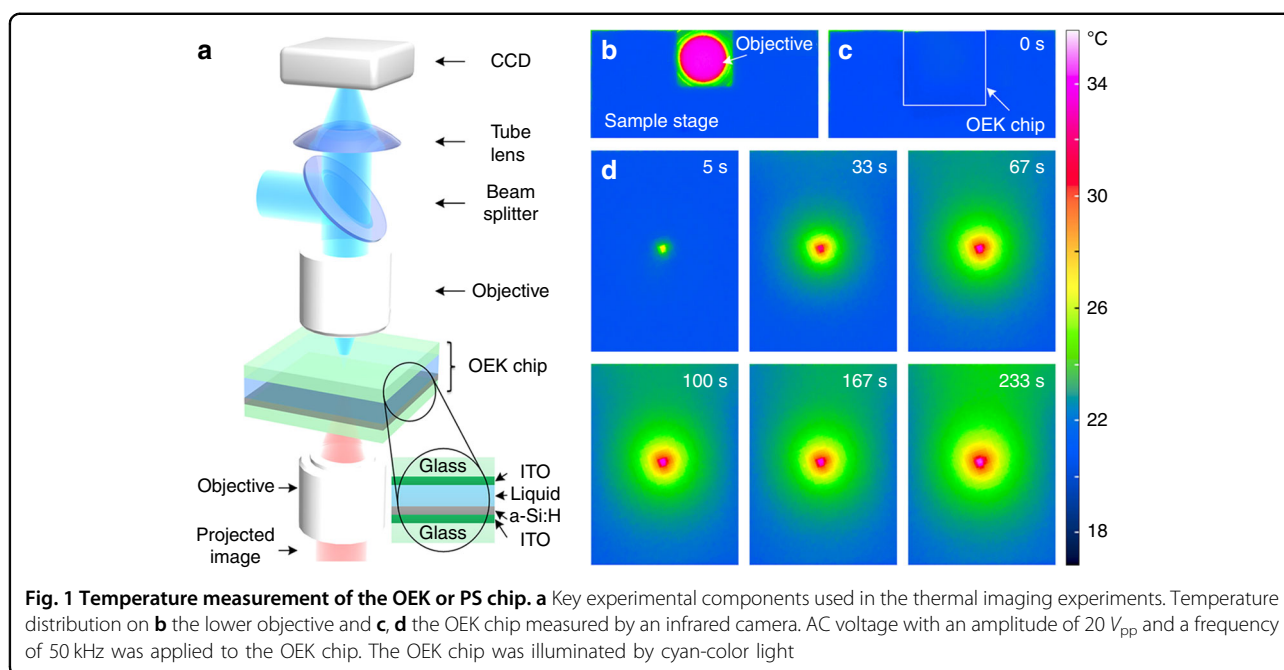 a
CCD
Tube
lens
Beam
splitter
Objective
OEK chip
Objective
Projected
image
Glass
ITO
Liquid
a-Si:H
ITO
Glass
b
Objective
Sample stage
c
0 s
OEK chip
d
5 s
33 s
67 s
100 s
167 s
233 s
°C
34
30
26
22
18
Fig. 1 Temperature measurement of the OEK or PS chip. a Key experimental components used in the thermal imaging experiments. Temperature
distribution on b the lower objective and c, d the OEK chip measured by an infrared camera. AC voltage with an amplitude of 20 Vpp and a frequency
of 50 kHz was applied to the OEK chip. The OEK chip was illuminated by cyan-color light